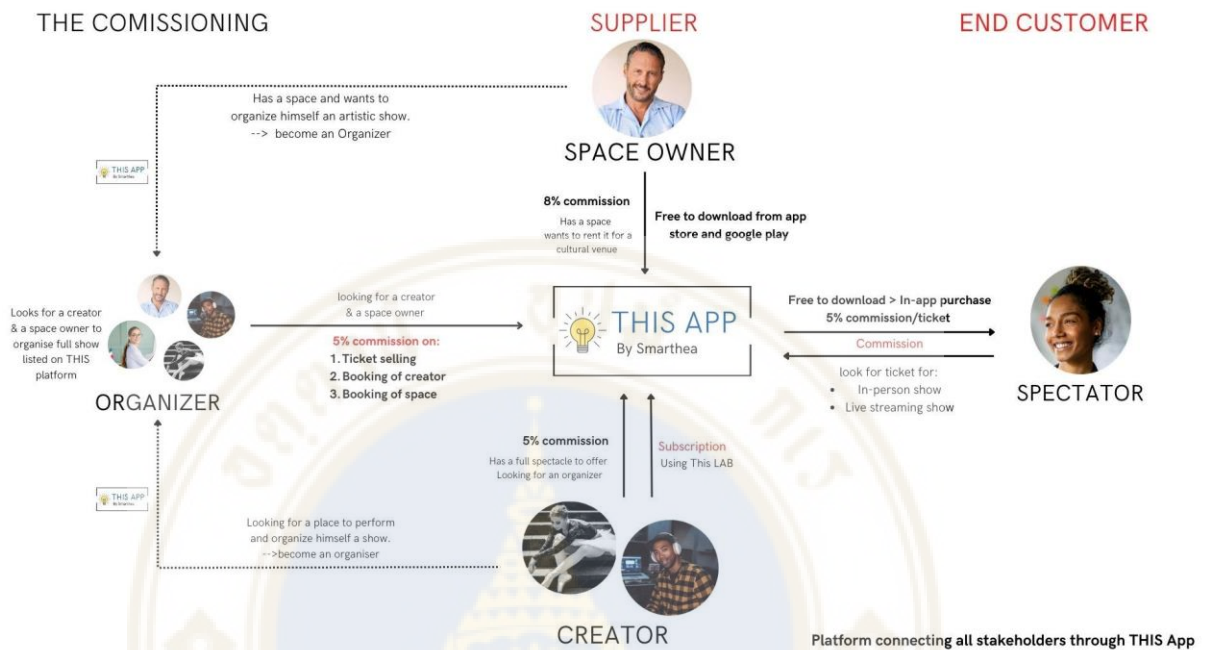 THE COMISSIONING
SUPPLIER
END CUSTOMER
Has a space and wants to
organize himself an artistic show.
--> become an Organizer
THIS APP
By Smarthea
SPACE OWNER
8% commission
Has a space
wants to rent it for a
cultural venue
Free to download from app
store and google play
Looks for a creator
& a space owner to
organise full show
listed on THIS
platform
ORGANIZER
looking for a creator
& a space owner
5% commission on:
1. Ticket selling
2. Booking of creator
3. Booking of space
THIS APP
By Smarthea
Free to download > In-app purchase
5% commission/ticket
Commission
look for ticket for:
• In-person show
• Live streaming show
SPECTATOR
5% commission
Has a full spectacle to offer
Looking for an organizer
Subscription
Using This LAB
THIS APP
By Smarthea
Looking for a place to perform
and organize himself a show.
-->become an organiser
CREATOR
Platform connecting all stakeholders through THIS App